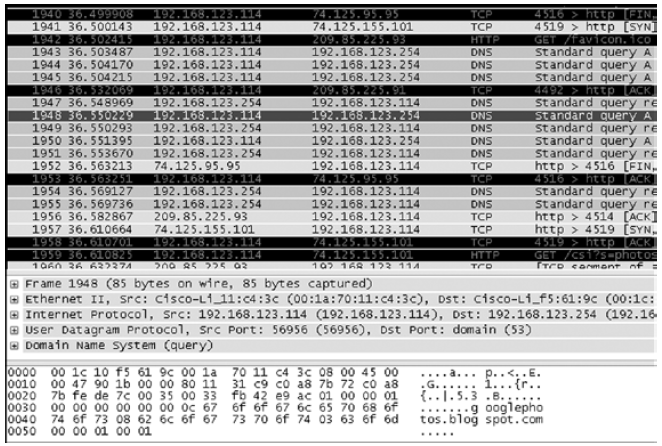 1940 36.499908 192.168.123.114 74.125.95.95 TCP 4516 > http [FIN,
1941 36.500143 192.168.123.114 74.125.155.101 TCP 4519 > http [SYN]
1942 36.502415 192.168.123.114 209.85.225.93 HTTP GET /favicon.ico
1943 36.503487 192.168.123.114 192.168.123.254 DNS Standard query A
1944 36.504170 192.168.123.114 192.168.123.254 DNS Standard query A
1945 36.504215 192.168.123.114 192.168.123.254 DNS Standard query A
1946 36.532069 192.168.123.114 209.85.225.91 TCP 4492 > http [ACK]
1947 36.548969 192.168.123.254 192.168.123.114 DNS Standard query re
1948 36.550229 192.168.123.114 192.168.123.254 DNS Standard query A
1949 36.550293 192.168.123.254 192.168.123.114 DNS Standard query re
1950 36.551395 192.168.123.114 192.168.123.254 DNS Standard query A
1951 36.553670 192.168.123.254 192.168.123.114 DNS Standard query re
1952 36.563213 74.125.95.95 192.168.123.114 TCP http > 4516 [FIN,
1953 36.563251 192.168.123.114 74.125.95.95 TCP 4516 > http [ACK]
1954 36.569127 192.168.123.254 192.168.123.114 DNS Standard query re
1955 36.569736 192.168.123.254 192.168.123.114 DNS Standard query re
1956 36.582867 209.85.225.93 192.168.123.114 TCP http > 4514 [ACK]
1957 36.610664 74.125.155.101 192.168.123.114 TCP http > 4519 [SYN,
1958 36.610701 192.168.123.114 74.125.155.101 TCP 4519 > http [ACK]
1959 36.610825 192.168.123.114 74.125.155.101 HTTP GET /csi?s=photos
1960 36.632374 209.85.225.93 192.168.123.114 TCP [TCP segment of a
Frame 1948 (85 bytes on wire, 85 bytes captured)
Ethernet II, Src: Cisco-Li_11:c4:3c (00:1a:70:11:c4:3c), Dst: Cisco-Li_f5:61:9c (00:1c:
Internet Protocol, Src: 192.168.123.114 (192.168.123.114), Dst: 192.168.123.254 (192.16
User Datagram Protocol, Src Port: 56956 (56956), Dst Port: domain (53)
Domain Name System (query)
0000 00 1c 10 f5 61 9c 00 1a 70 11 c4 3c 08 00 45 00 ....a... p..<..E.
0010 00 47 90 1b 00 00 80 11 31 c9 c0 a8 7b 72 c0 a8 .G...... 1...{r..
0020 7b fe de 7c 00 35 00 33 fb 42 e9 ac 01 00 00 01 {..|.5.3 .B......
0030 00 00 00 00 00 00 0c 67 6f 6f 67 6c 65 70 68 6f .......g ooglepho
0040 74 6f 73 08 62 6c 6f 67 73 70 6f 74 03 63 6f 6d tos.blog spot.com
0050 00 00 01 00 01 .....